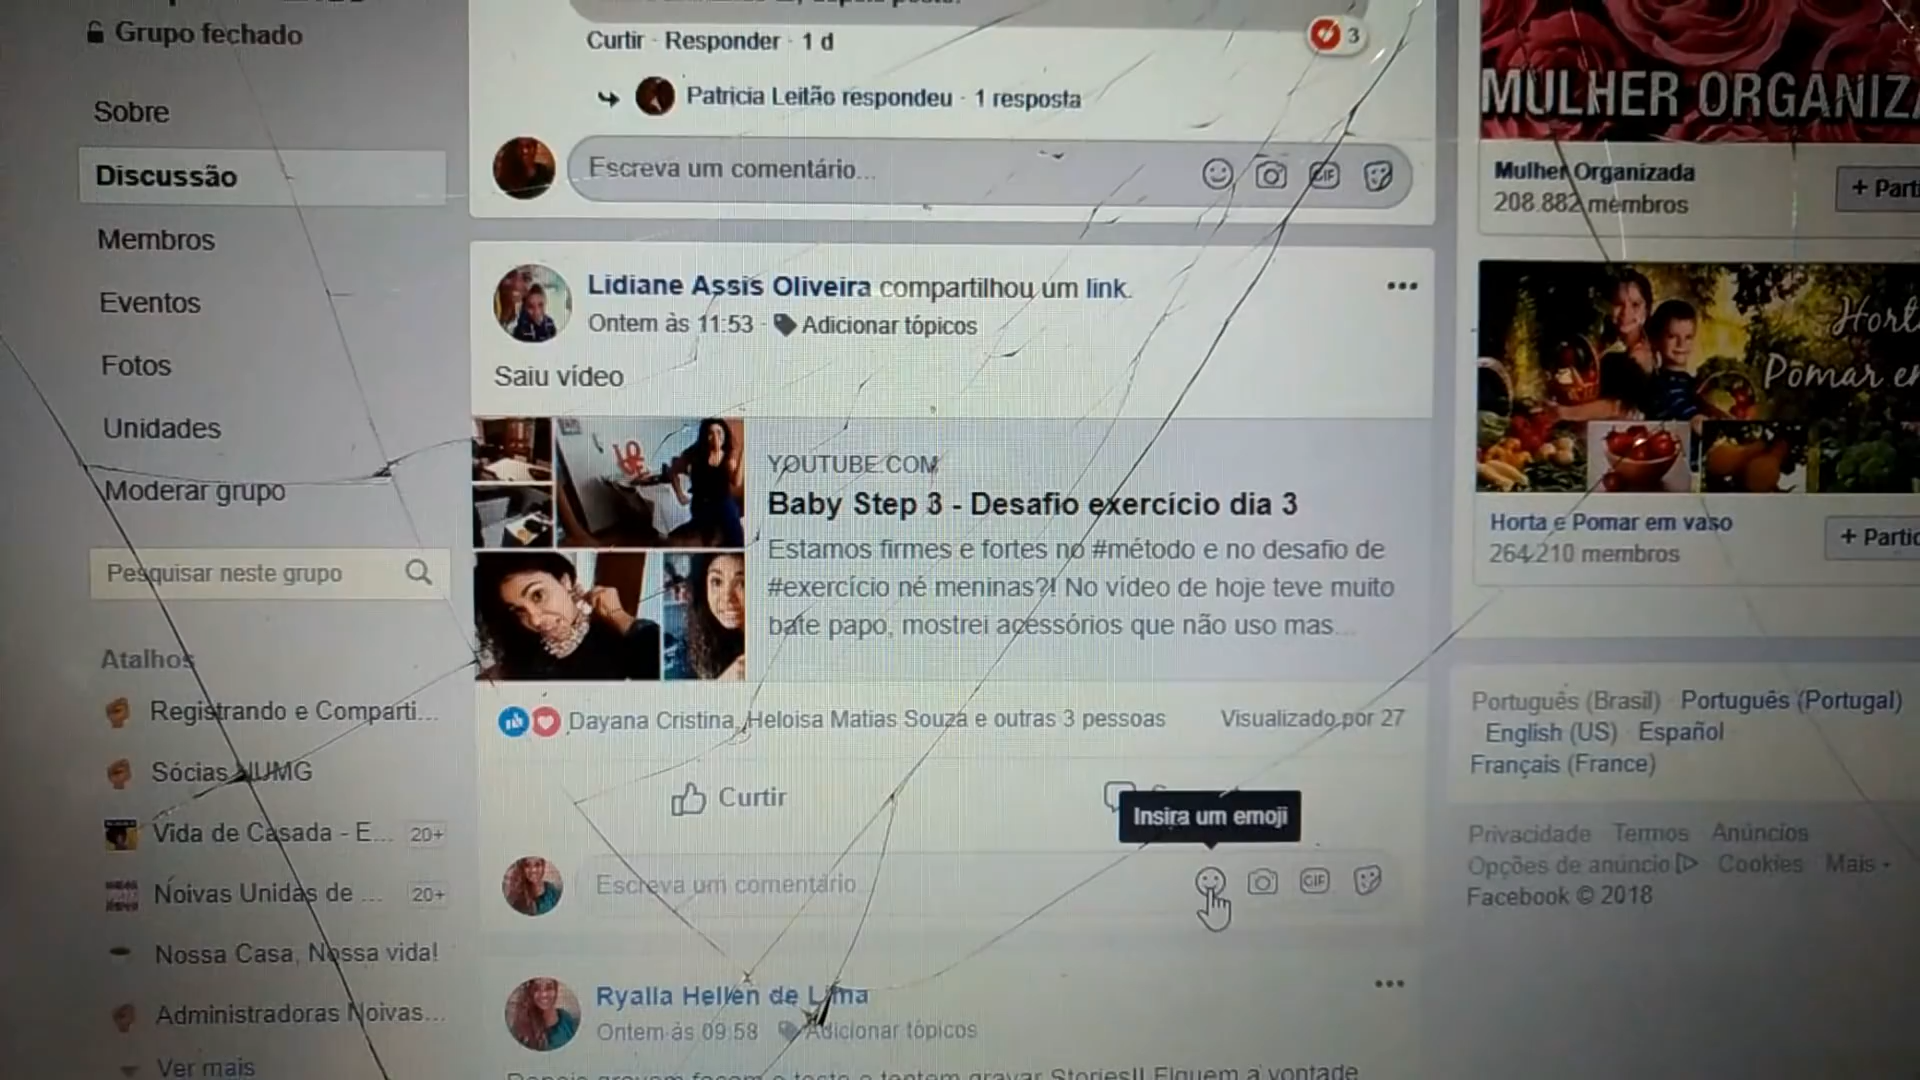 Grupo fechado
Sobre
Discussão
Membros
Eventos
Fotos
Unidades
Moderar grupo
Pesquisar neste grupo
Atalhos
Registrando e Comparti...
Sócias NUMG
Vida de Casada - E... 20+
Noivas Unidas de ... 20+
Nossa Casa, Nossa vida!
Administradoras Noivas...
Ver mais
Curtir · Responder · 1 d
3
Patricia Leitão respondeu · 1 resposta
Escreva um comentário...
GIF
Lidiane Assis Oliveira compartilhou um link.
Ontem às 11:53 · Adicionar tópicos
Saiu vídeo
YOUTUBE.COM
Baby Step 3 - Desafio exercício dia 3
Estamos firmes e fortes no #método e no desafio de
#exercício né meninas?! No vídeo de hoje teve muito
bate papo, mostrei acessórios que não uso mas...
Dayana Cristina, Heloisa Matias Souza e outras 3 pessoas
Visualizado por 27
Curtir
Insira um emoji
Escreva um comentário
GIF
Ryalla Hellen de Lima
Ontem às 09:58 Adicionar tópicos
MULHER ORGANIZA
Mulher Organizada
208.882 membros
+ Parti
Horta
Pomar em
Horta e Pomar em vaso
264.210 membros
+ Partic
Português (Brasil) · Português (Portugal)
English (US) · Español
Français (France)
Privacidade Termos Anúncios
Opções de anúncio Cookies Mais
Facebook © 2018